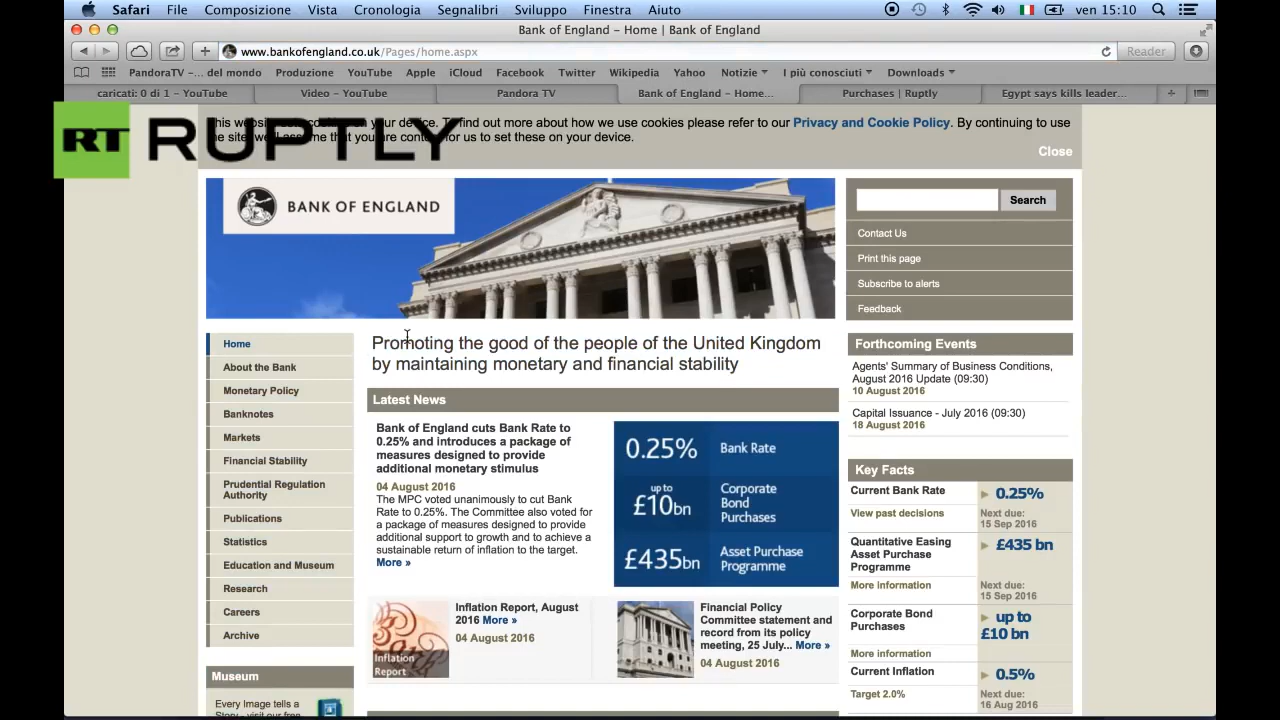 Safari File Composizione Vista Cronologia Segnalibri Sviluppo Finestra Aiuto ven 15:10
Bank of England – Home | Bank of England
www.bankofengland.co.uk/Pages/home.aspx Reader
PandoraTV -... del mondo Produzione YouTube Apple iCloud Facebook Twitter Wikipedia Yahoo Notizie I più conosciuti Downloads
caricati: 0 di 1 – YouTube Video – YouTube Pandora TV Bank of England – Home... Purchases | Ruptly Egypt says kills leader...
RT RUPTLY
device. To find out more about how we use cookies please refer to our Privacy and Cookie Policy. By continuing to use
us to set these on your device.
Close
BANK OF ENGLAND
Search
Contact Us
Print this page
Subscribe to alerts
Feedback
Home
About the Bank
Monetary Policy
Banknotes
Markets
Financial Stability
Prudential Regulation
Authority
Publications
Statistics
Education and Museum
Research
Careers
Archive
Museum
Every Image tells a
Story - visit our free
Promoting the good of the people of the United Kingdom
by maintaining monetary and financial stability
Latest News
Bank of England cuts Bank Rate to
0.25% and introduces a package of
measures designed to provide
additional monetary stimulus
04 August 2016
The MPC voted unanimously to cut Bank
Rate to 0.25%. The Committee also voted for
a package of measures designed to provide
additional support to growth and to achieve a
sustainable return of inflation to the target.
More »
0.25% Bank Rate
up to
£10bn Corporate
Bond
Purchases
£435bn Asset Purchase
Programme
Inflation
Report
Inflation Report, August
2016 More »
04 August 2016
Financial Policy
Committee statement and
record from its policy
meeting, 25 July... More »
04 August 2016
Forthcoming Events
Agents' Summary of Business Conditions,
August 2016 Update (09:30)
10 August 2016
Capital Issuance - July 2016 (09:30)
18 August 2016
Key Facts
Current Bank Rate 0.25%
View past decisions Next due:
15 Sep 2016
Quantitative Easing
Asset Purchase
Programme £435 bn
More information Next due:
15 Sep 2016
Corporate Bond
Purchases up to
£10 bn
More information
Current Inflation 0.5%
Target 2.0% Next due:
16 Aug 2016